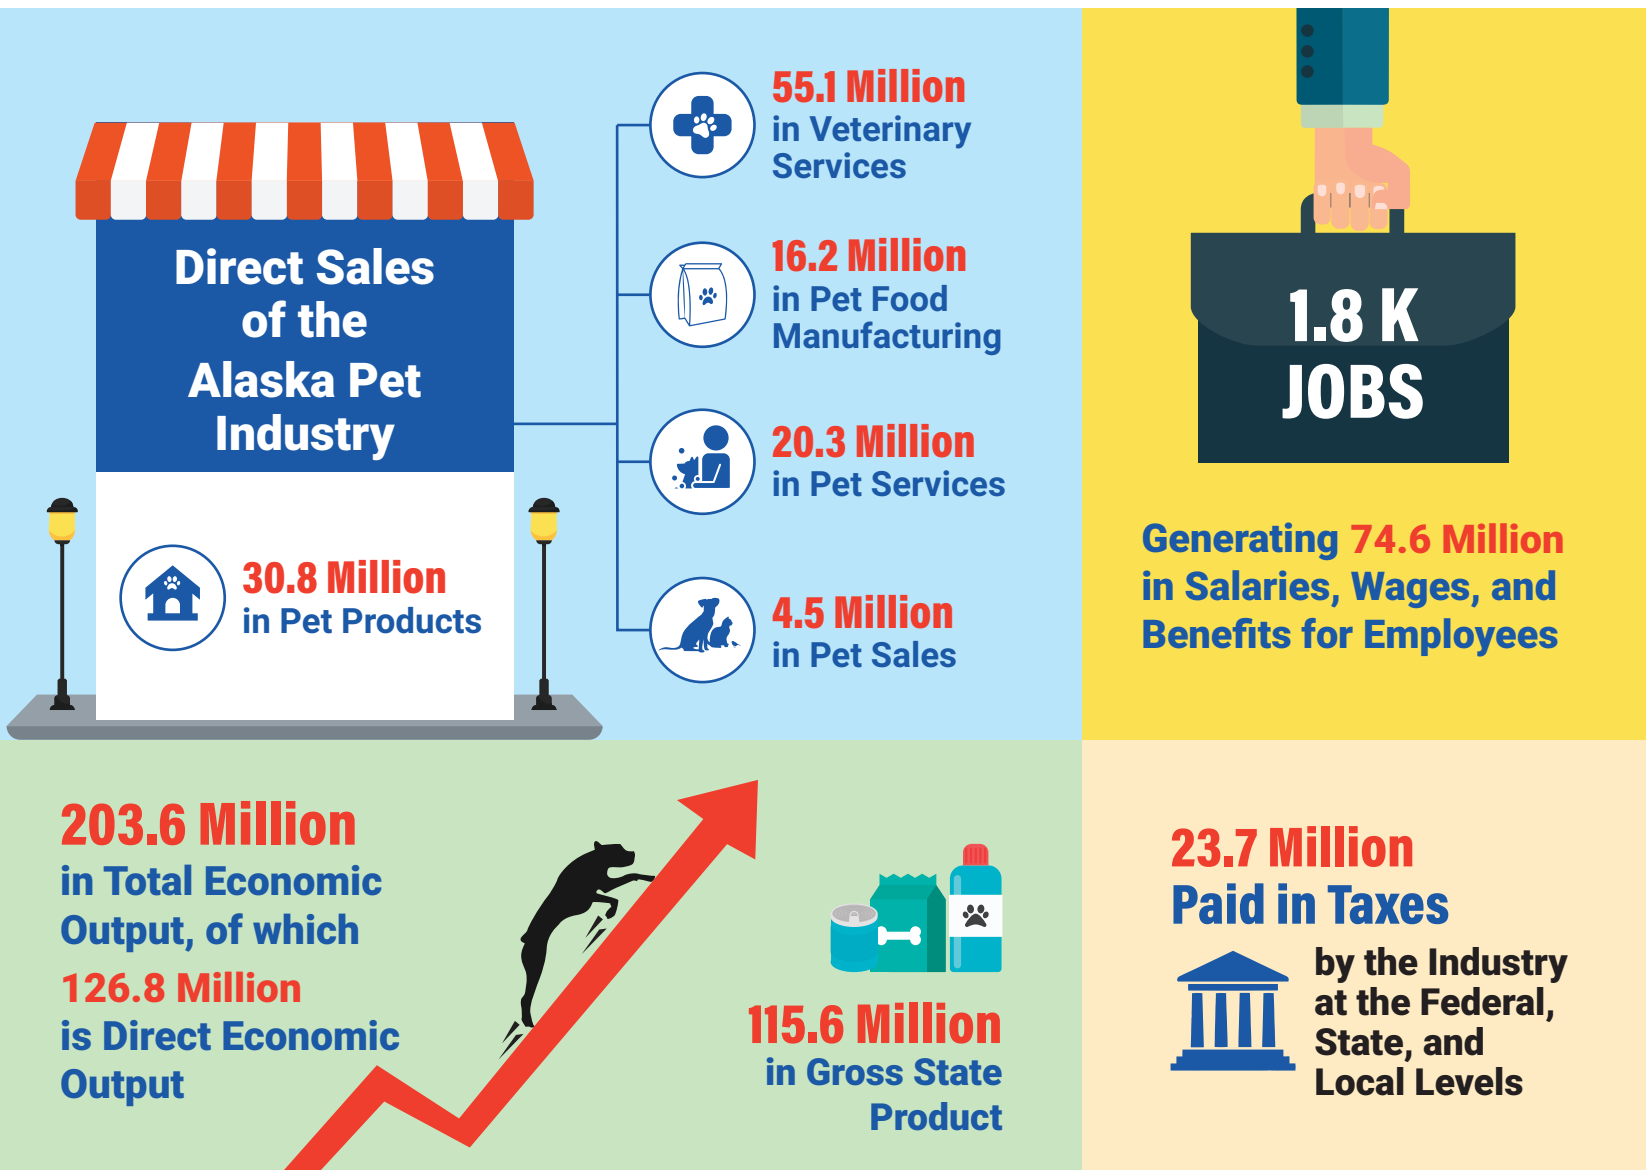 Direct Sales
of the
Alaska Pet
Industry
30.8 Million
in Pet Products
55.1 Million
in Veterinary
Services
16.2 Million
in Pet Food
Manufacturing
20.3 Million
in Pet Services
4.5 Million
in Pet Sales
1.8 K
JOBS
Generating 74.6 Million
in Salaries, Wages, and
Benefits for Employees
203.6 Million
in Total Economic
Output, of which
126.8 Million
is Direct Economic
Output
115.6 Million
in Gross State
Product
23.7 Million
Paid in Taxes
by the Industry
at the Federal,
State, and
Local Levels